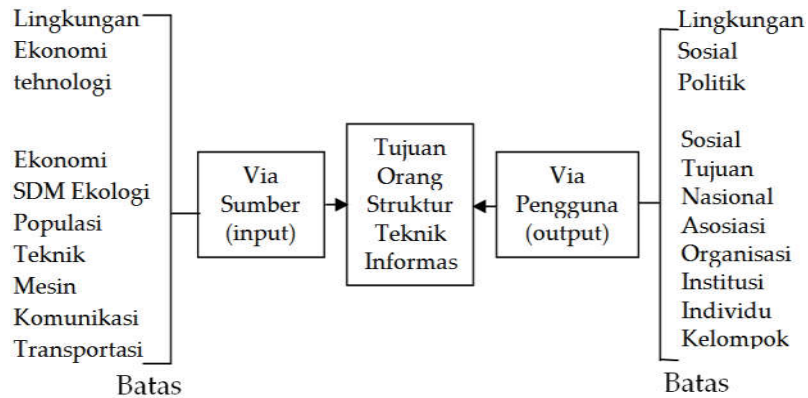 Lingkungan
Ekonomi
tehnologi
Ekonomi
SDM Ekologi
Populasi
Teknik
Mesin
Komunikasi
Transportasi
Batas
Via
Sumber
(input)
Tujuan
Orang
Struktur
Teknik
Informas
Via
Pengguna
(output)
Lingkungan
Sosial
Politik
Sosial
Tujuan
Nasional
Asosiasi
Organisasi
Institusi
Individu
Kelompok
Batas